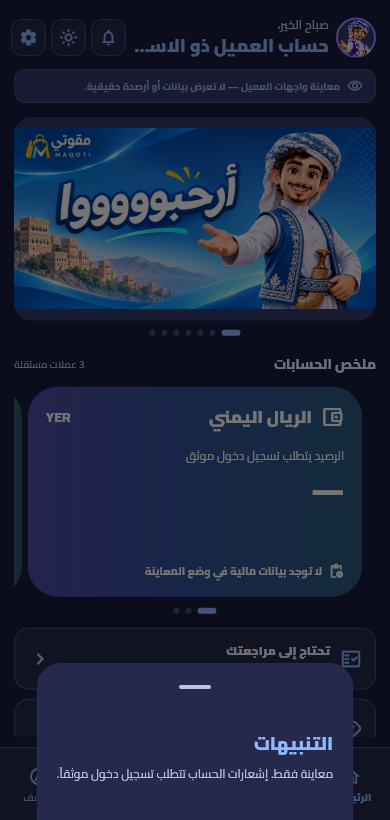 صباح الخير،
حساب العميل ذو الاسـ...
معاينة واجهات العميل — لا تعرض بيانات أو أرصدة حقيقية.
مقوتي
MAQOTI
أرحبوووووا
ملخص الحسابات
3 عملات مستقلة
الريال اليمني
YER
الرصيد يتطلب تسجيل دخول موثق
—
لا توجد بيانات مالية في وضع المعاينة
تحتاج إلى مراجعتك
التنبيهات
معاينة فقط. إشعارات الحساب تتطلب تسجيل دخول موثقاً.